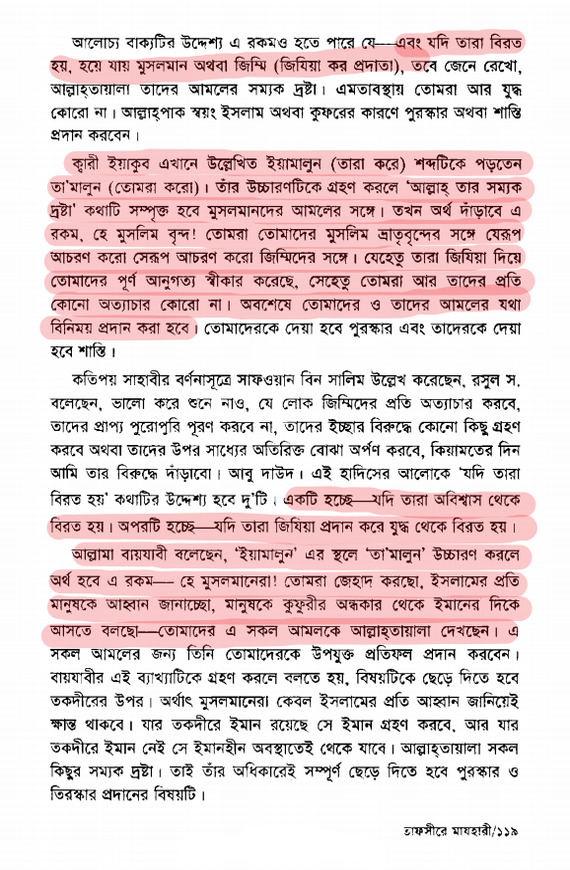 আলোচ্য বাক্যটির উদ্দেশ্য এ রকমও হতে পারে যে—এবং যদি তারা বিরত
হয়, হয়ে যায় মুসলমান অথবা জিম্মি (জিযিয়া কর প্রদাতা), তবে জেনে রেখো,
আল্লাহ্‌তায়ালা তাদের আমলের সম্যক দ্রষ্টা। এমতাবস্থায় তোমরা আর যুদ্ধ
কোরো না। আল্লাহ্‌পাক স্বয়ং ইসলাম অথবা কুফরের কারণে পুরস্কার অথবা শাস্তি
প্রদান করবেন।
ক্বারী ইয়াকুব এখানে উল্লেখিত ইয়ামালুন (তারা করে) শব্দটিকে পড়তেন
তা'মালুন (তোমরা করো)। তাঁর উচ্চারণটিকে গ্রহণ করলে ‘আল্লাহ্ তার সম্যক
দ্রষ্টা’ কথাটি সম্পৃক্ত হবে মুসলমানদের আমলের সঙ্গে। তখন অর্থ দাঁড়াবে এ
রকম, হে মুসলিম বৃন্দ! তোমরা তোমাদের মুসলিম ভ্রাতৃবৃন্দের সঙ্গে যেরূপ
আচরণ করো সেরূপ আচরণ করো জিম্মিদের সঙ্গে। যেহেতু তারা জিযিয়া দিয়ে
তোমাদের পূর্ণ আনুগত্য স্বীকার করেছে, সেহেতু তোমরা আর তাদের প্রতি
কোনো অত্যাচার কোরো না। অবশেষে তোমাদের ও তাদের আমলের যথা
বিনিময় প্রদান করা হবে। তোমাদেরকে দেয়া হবে পুরস্কার এবং তাদেরকে দেয়া
হবে শাস্তি।
কতিপয় সাহাবীর বর্ণনাসূত্রে সাফওয়ান বিন সালিম উল্লেখ করেছেন, রসুল স.
বলেছেন, ভালো করে শুনে নাও, যে লোক জিম্মিদের প্রতি অত্যাচার করবে,
তাদের প্রাপ্য পুরোপুরি পূরণ করবে না, তাদের ইচ্ছার বিরুদ্ধে কোনো কিছু গ্রহণ
করবে অথবা তাদের উপর সাধ্যের অতিরিক্ত বোঝা অর্পণ করবে, কিয়ামতের দিন
আমি তার বিরুদ্ধে দাঁড়াবো। আবু দাউদ। এই হাদিসের আলোকে ‘যদি তারা
বিরত হয়’ কথাটির উদ্দেশ্য হবে দু’টি। একটি হচ্ছে—যদি তারা অবিশ্বাস থেকে
বিরত হয়। অপরটি হচ্ছে—যদি তারা জিযিয়া প্রদান করে যুদ্ধ থেকে বিরত হয়।
আল্লামা বায়যাবী বলেছেন, ‘ইয়ামালুন’ এর স্থলে ‘তা’মালুন’ উচ্চারণ করলে
অর্থ হবে এ রকম— হে মুসলমানেরা! তোমরা জেহাদ করছো, ইসলামের প্রতি
মানুষকে আহ্বান জানাচ্ছো, মানুষকে কুফুরীর অন্ধকার থেকে ইমানের দিকে
আসতে বলছো—তোমাদের এ সকল আমলকে আল্লাহ্‌তায়ালা দেখছেন। এ
সকল আমলের জন্য তিনি তোমাদেরকে উপযুক্ত প্রতিফল প্রদান করবেন।
বায়যাবীর এই ব্যাখ্যাটিকে গ্রহণ করলে বলতে হয়, বিষয়টিকে ছেড়ে দিতে হবে
তকদীরের উপর। অর্থাৎ মুসলমানেরা কেবল ইসলামের প্রতি আহ্বান জানিয়েই
ক্ষান্ত থাকবে। যার তকদীরে ইমান রয়েছে সে ইমান গ্রহণ করবে, আর যার
তকদীরে ইমান নেই সে ইমানহীন অবস্থাতেই থেকে যাবে। আল্লাহ্‌তায়ালা সকল
কিছুর সম্যক দ্রষ্টা। তাই তাঁর অধিকারেই সম্পূর্ণ ছেড়ে দিতে হবে পুরস্কার ও
তিরস্কার প্রদানের বিষয়টি।
তাফসীরে মাযহারী/১১৯